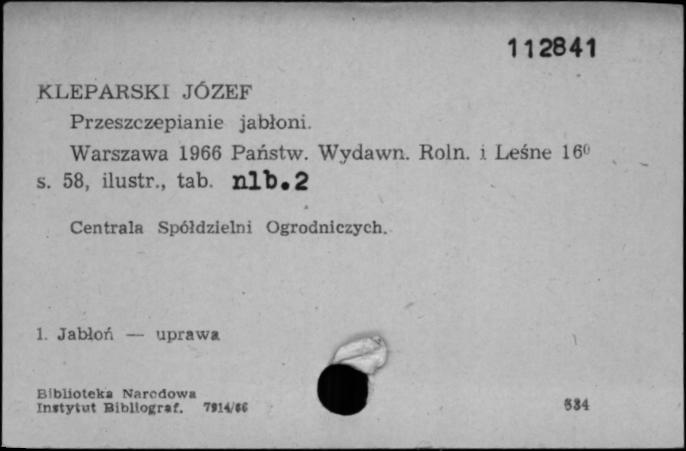 112841
KLEPARSKI JÓZEF
Przeszczepianie jabłoni.
Warszawa 1966 Państw. Wydawn. Roln. i Leśne 16⁰
s. 58, ilustr., tab. nlb.2
Centrala Spółdzielni Ogrodniczych.
1. Jabłoń — uprawa
Biblioteka Narodowa
Instytut Bibliograf. 7914/66 534